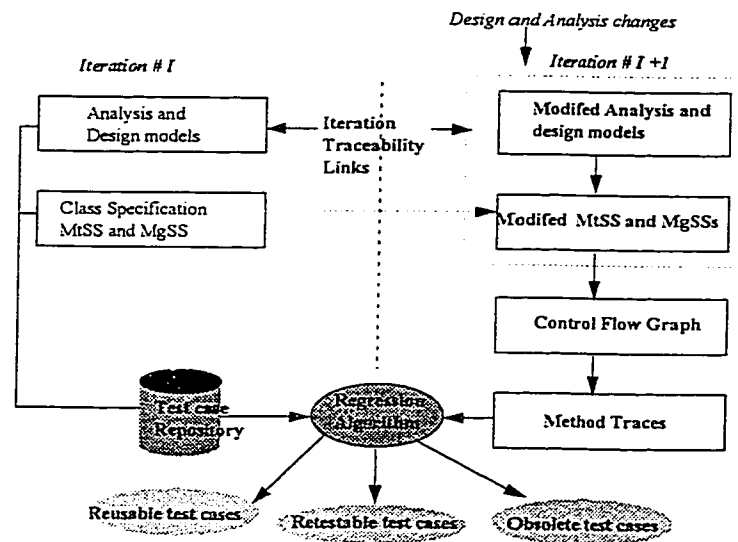 Design and Analysis changes
Iteration # I
Iteration # I +1
Analysis and
Design models
Iteration
Traceability
Links
Modifed Analysis and
design models
Class Specification
MtSS and MgSS
Modifed MtSS and MgSSs
Control Flow Graph
Test case
Repository
Regression
Algorithm
Method Traces
Reusable test cases
Retestable test cases
Obsolete test cases